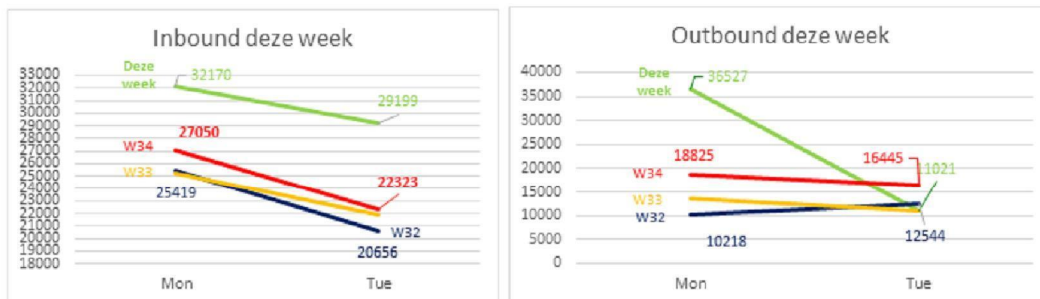 Inbound deze week
33000
32000
31000
30000
29000
28000
27000
26000
25000
24000
23000
22000
21000
20000
19000
18000
Deze
week
32170
29199
W34
27050
W33
22323
25419
W32
20656
Mon
Tue
Outbound deze week
40000
35000
30000
25000
20000
15000
10000
5000
0
Deze
week
36527
18825
16445
11021
W34
W33
W32
10218
12544
Mon
Tue